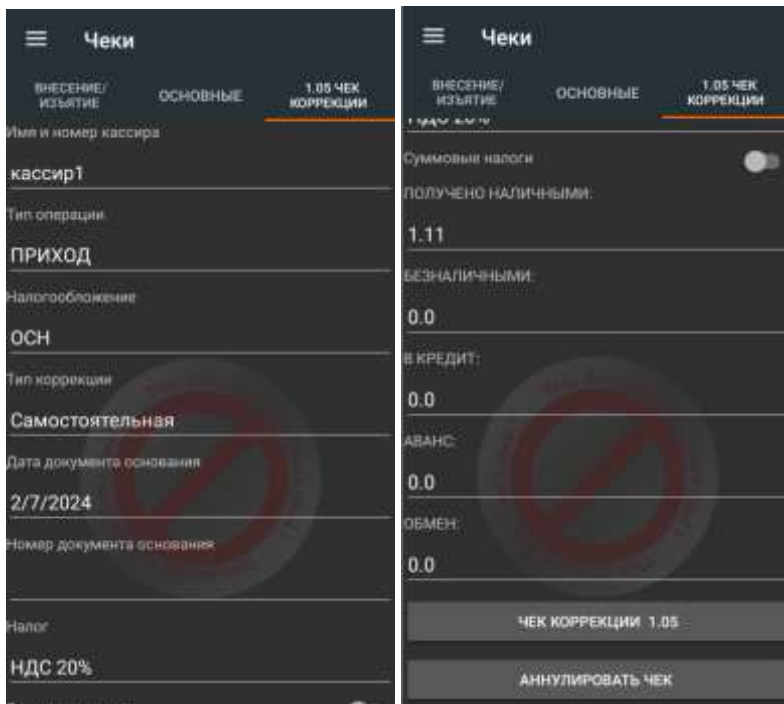 Чеки
ВНЕСЕНИЕ/
ИЗЪЯТИЕ
ОСНОВНЫЕ
1.05 ЧЕК
КОРРЕКЦИИ
Имя и номер кассира
кассир1
Тип операции
ПРИХОД
Налогообложение
ОСН
Тип коррекции
Самостоятельная
Дата документа основания
2/7/2024
Номер документа основания
Налог
НДС 20%
Чеки
ВНЕСЕНИЕ/
ИЗЪЯТИЕ
ОСНОВНЫЕ
1.05 ЧЕК
КОРРЕКЦИИ
НДС 20%
Суммовые налоги
ПОЛУЧЕНО НАЛИЧНЫМИ:
1.11
БЕЗНАЛИЧНЫМИ:
0.0
В КРЕДИТ:
0.0
АВАНС:
0.0
ОБМЕН:
0.0
ЧЕК КОРРЕКЦИИ 1.05
АННУЛИРОВАТЬ ЧЕК